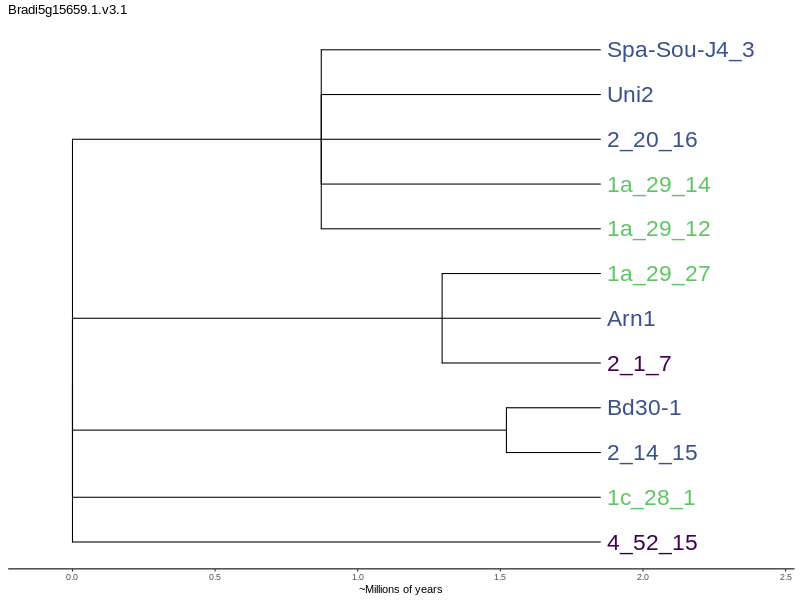 Bradi5g15659.1.v3.1
Spa-Sou-J4_3
Uni2
2_20_16
1a_29_14
1a_29_12
1a_29_27
Arn1
2_1_7
Bd30-1
2_14_15
1c_28_1
4_52_15
0.0 0.5 1.0 1.5 2.0 2.5
~Millions of years